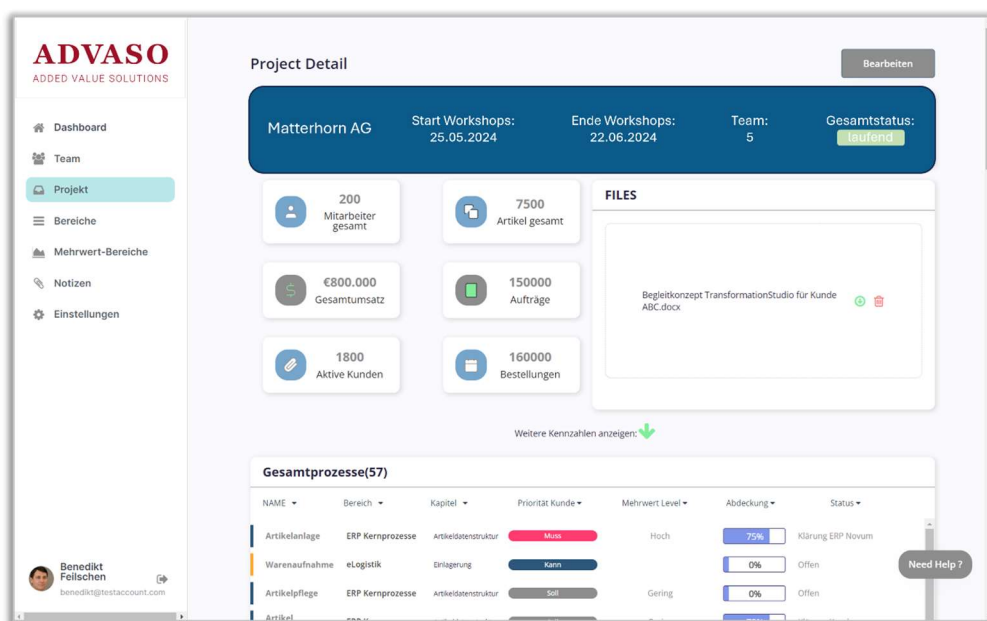 ADVASO
ADDED VALUE SOLUTIONS
Dashboard
Team
Projekt
Bereiche
Mehrwert-Bereiche
Notizen
Einstellungen
Benedikt
Feilschen
benedikt@testaccount.com
Project Detail
Bearbeiten
Matterhorn AG
Start Workshops:
25.05.2024
Ende Workshops:
22.06.2024
Team:
5
Gesamtstatus:
laufend
200
Mitarbeiter
gesamt
7500
Artikel gesamt
€800.000
Gesamtumsatz
150000
Aufträge
1800
Aktive Kunden
160000
Bestellungen
FILES
Begleitkonzept TransformationStudio für Kunde
ABC.docx
Weitere Kennzahlen anzeigen:
Gesamtprozesse(57)
NAME Bereich Kapitel Priorität Kunde Mehrwert Level Abdeckung Status
Artikelanlage ERP Kernprozesse Artikeldatenstruktur Muss Hoch 75% Klärung ERP Novum
Warenaufnahme eLogistik Einlagerung Kann 0% Offen
Artikelpflege ERP Kernprozesse Artikeldatenstruktur Soll Gering 0% Offen
Artikel
Need Help ?